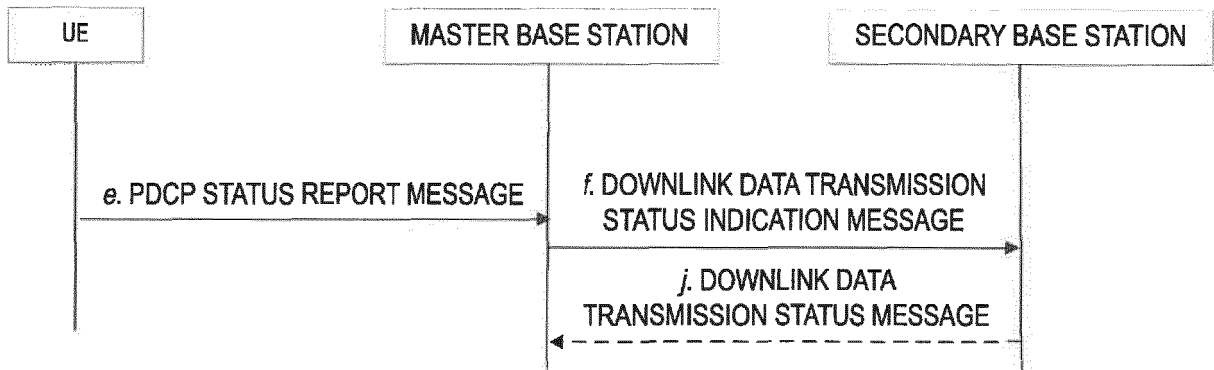 UE
MASTER BASE STATION
SECONDARY BASE STATION
e. PDCP STATUS REPORT MESSAGE
f. DOWNLINK DATA TRANSMISSION
STATUS INDICATION MESSAGE
j. DOWNLINK DATA
TRANSMISSION STATUS MESSAGE